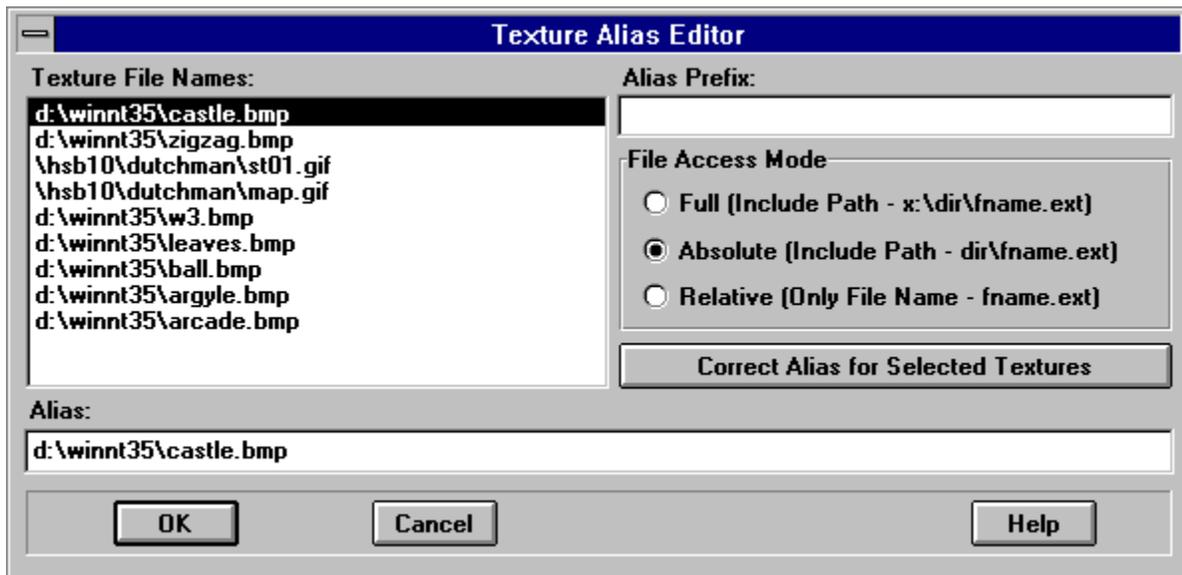 Texture Alias Editor
Texture File Names:
d:\winnt35\castle.bmp
d:\winnt35\zigzag.bmp
\hsb10\dutchman\st01.gif
\hsb10\dutchman\map.gif
d:\winnt35\w3.bmp
d:\winnt35\leaves.bmp
d:\winnt35\ball.bmp
d:\winnt35\argyle.bmp
d:\winnt35\arcade.bmp
Alias Prefix:
File Access Mode
Full (Include Path - x:\dir\fname.ext)
Absolute (Include Path - dir\fname.ext)
Relative (Only File Name - fname.ext)
Correct Alias for Selected Textures
Alias:
d:\winnt35\castle.bmp
OK
Cancel
Help